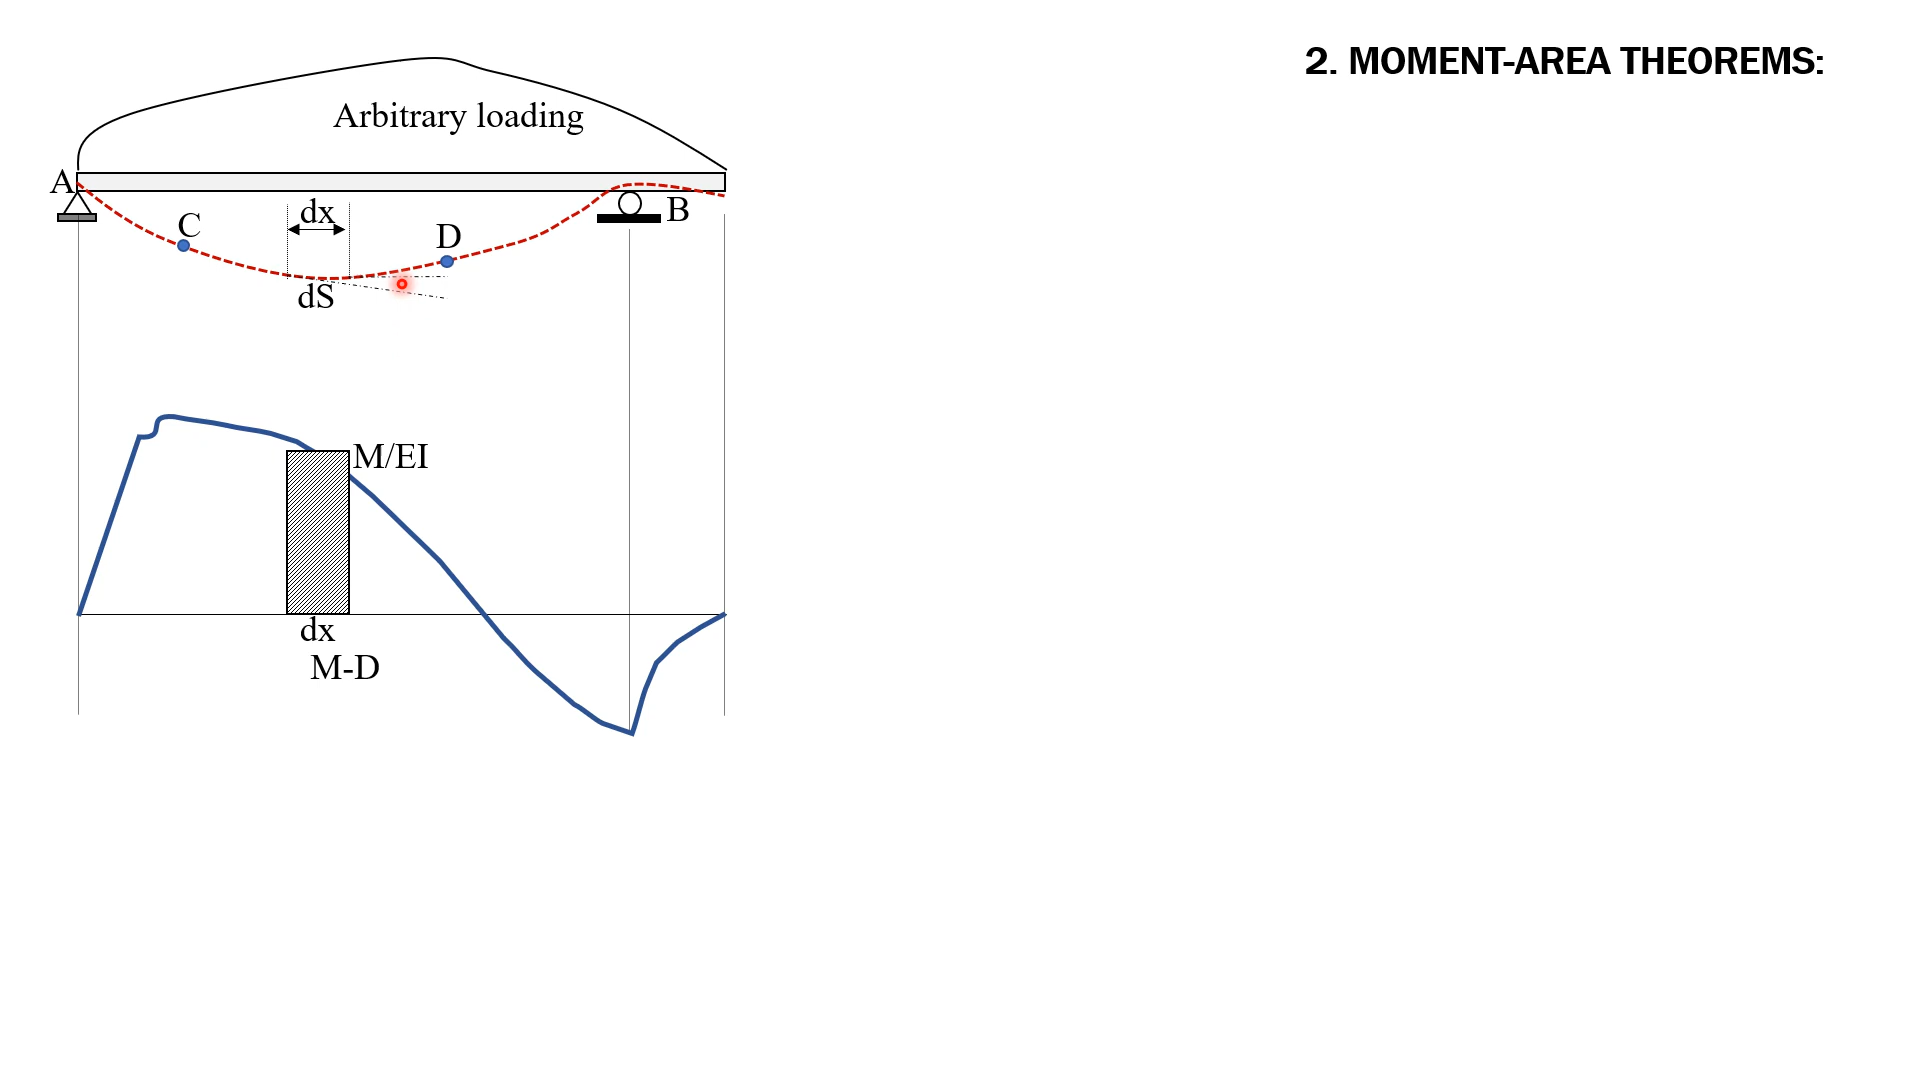 2. MOMENT-AREA THEOREMS:
Arbitrary loading
A
B
C
dx
D
dS
M/EI
dx
M-D